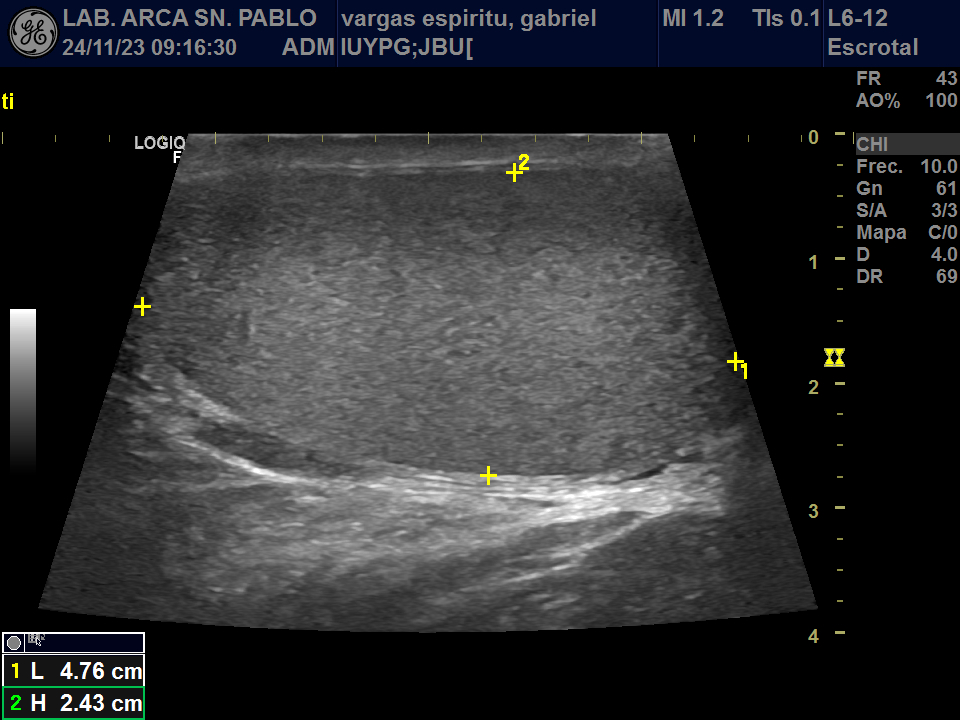 LAB. ARCA SN. PABLO vargas espiritu, gabriel MI 1.2 TIs 0.1 L6-12
24/11/23 09:16:30 ADM IUYPG;JBU[ Escrotal
FR 43
AO% 100
ti
LOGIQ
F
CHI
Frec. 10.0
Gn 61
S/A 3/3
Mapa C/0
D 4.0
DR 69
0
1
2
3
4
2
1
1 L 4.76 cm
2 H 2.43 cm